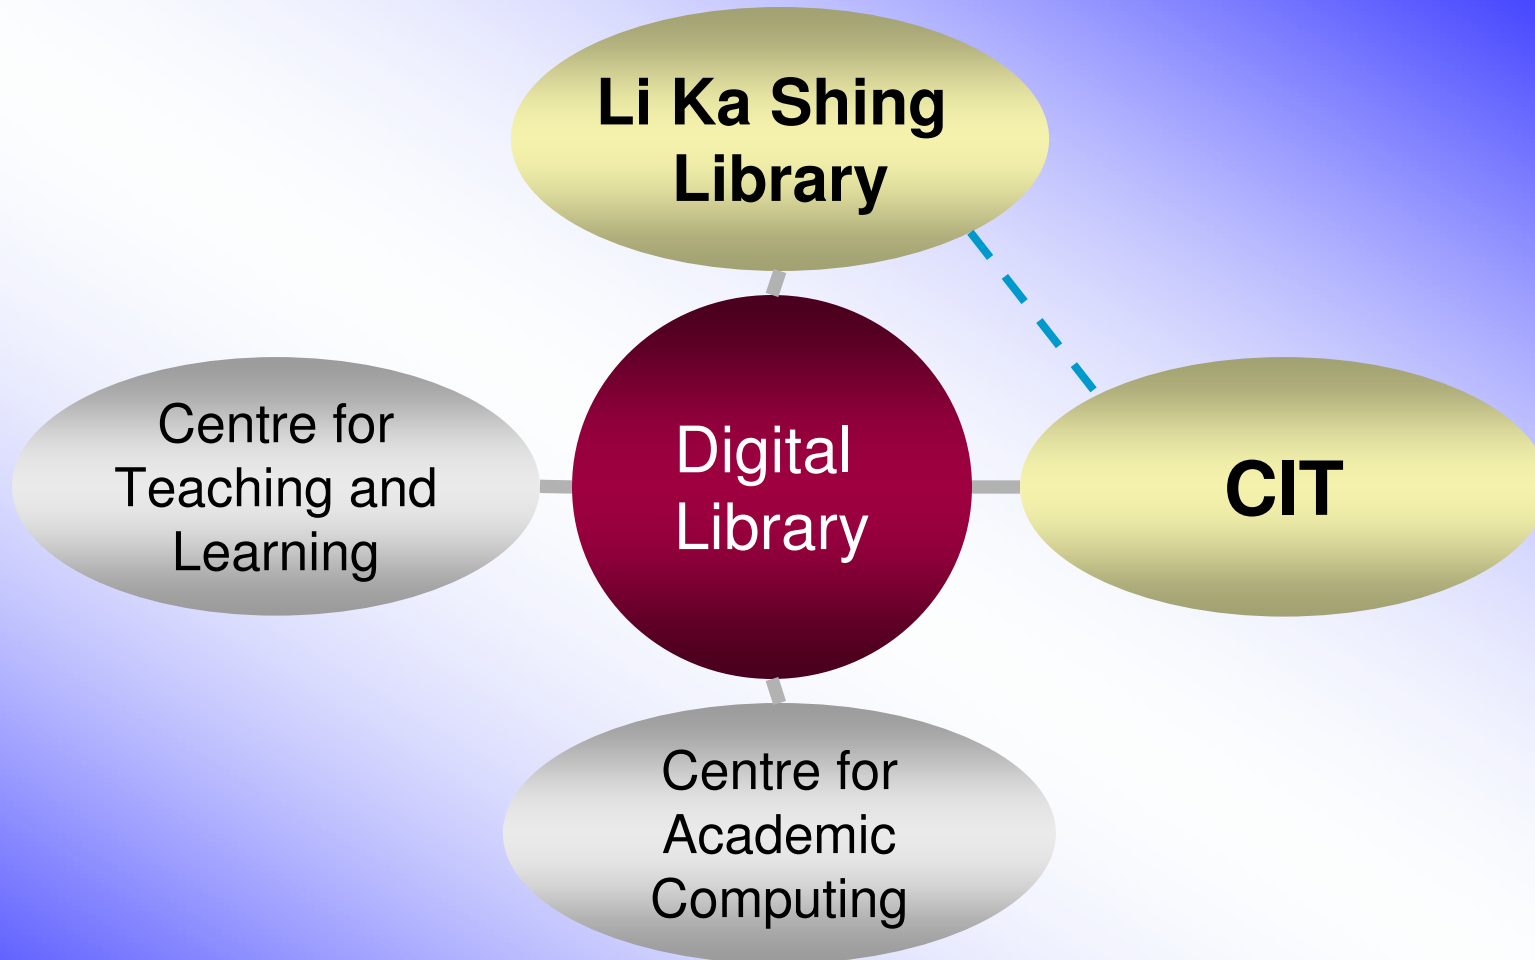 Li Ka Shing
Library
Centre for
Teaching and
Learning
Digital
Library
CIT
Centre for
Academic
Computing